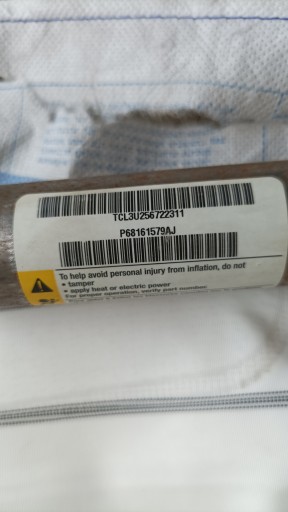 TCL3U256722311
P68161579AJ
To help avoid personal injury from inflation, do not
• tamper
• apply heat or electric power
For proper operation, verify part number